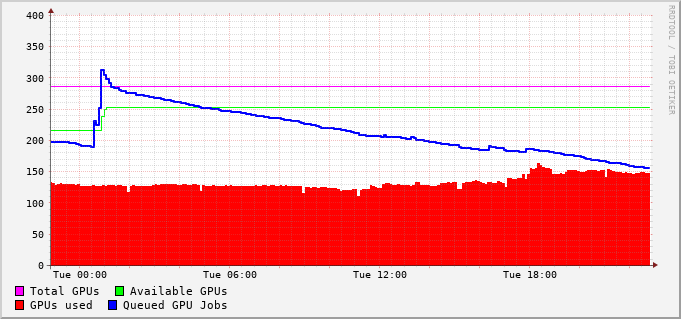 400
350
300
250
200
150
100
50
0
Tue 00:00 Tue 06:00 Tue 12:00 Tue 18:00
Total GPUs Available GPUs
GPUs used Queued GPU Jobs
RRDTOOL / TOBI OETIKER